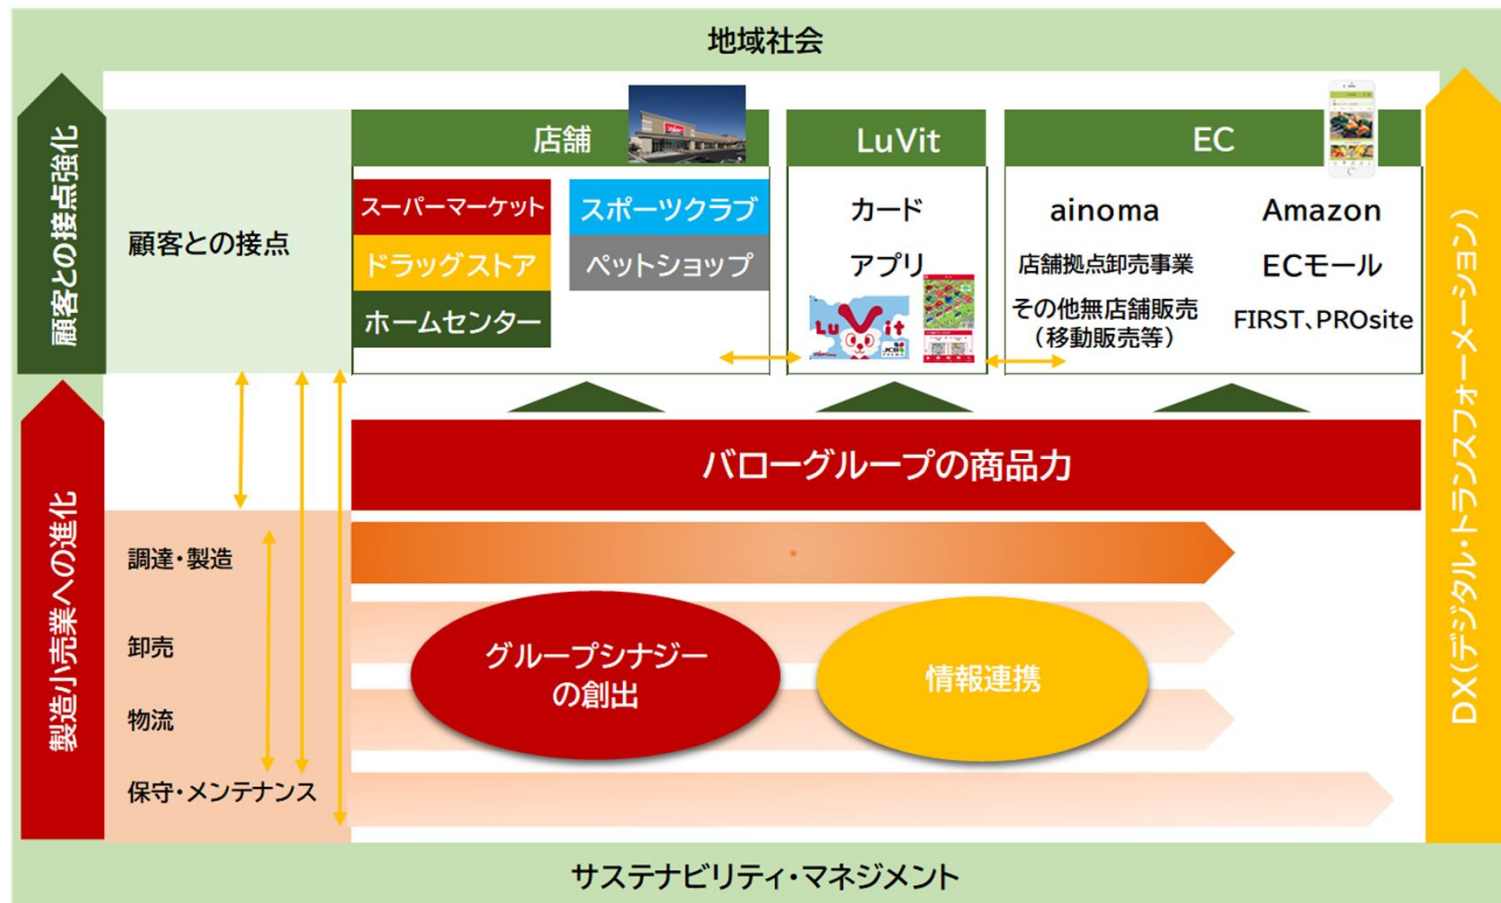 地域社会
顧客との接点強化
製造小売業への進化
DX(デジタル・トランスフォーメーション)
顧客との接点
店舗
スーパーマーケット
スポーツクラブ
ドラッグストア
ペットショップ
ホームセンター
LuVit
カード
アプリ
LuVit
JCB
EC
ainoma
Amazon
店舗拠点卸売事業
ECモール
その他無店舗販売
(移動販売等)
FIRST、PROsite
バローグループの商品力
調達・製造
卸売
物流
保守・メンテナンス
グループシナジー
の創出
情報連携
サステナビリティ・マネジメント